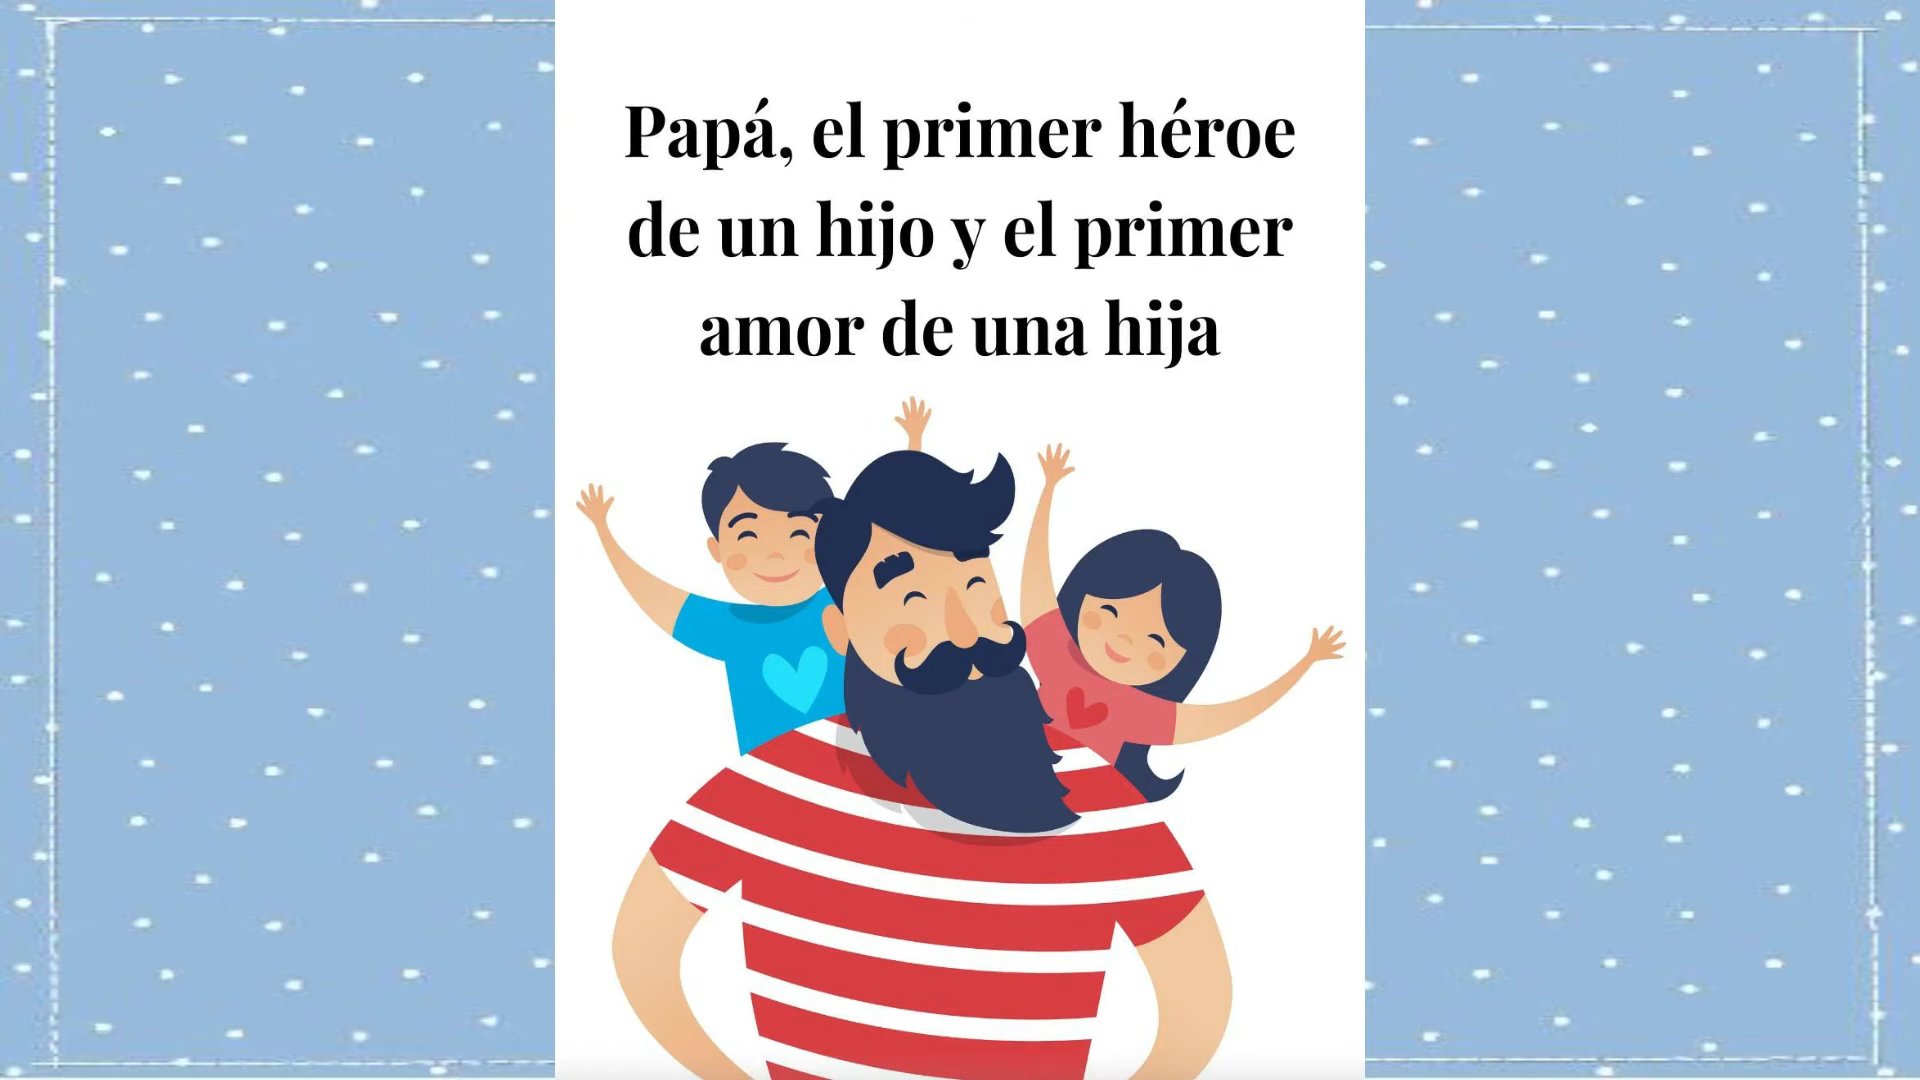 Papá, el primer héroe
de un hijo y el primer
amor de una hija